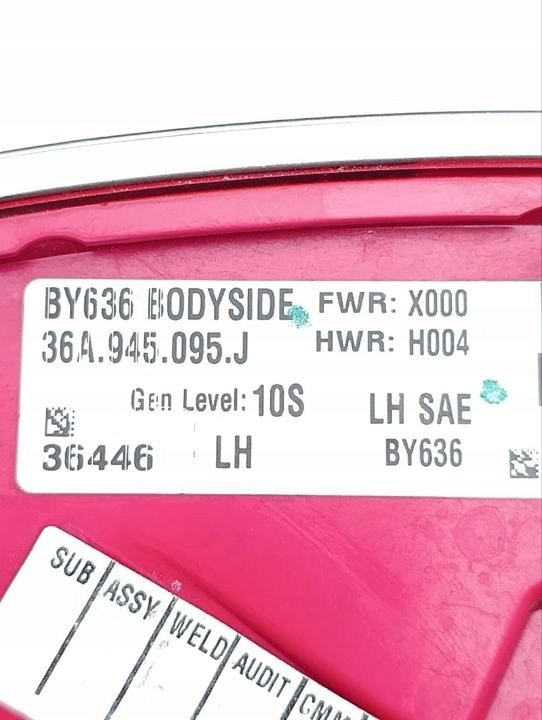 BY636 BODYSIDE FWR: X000
36A.945.095.J HWR: H004
Gen Level: 10S LH SAE
36446 LH BY636
SUB ASSY WELD AUDIT